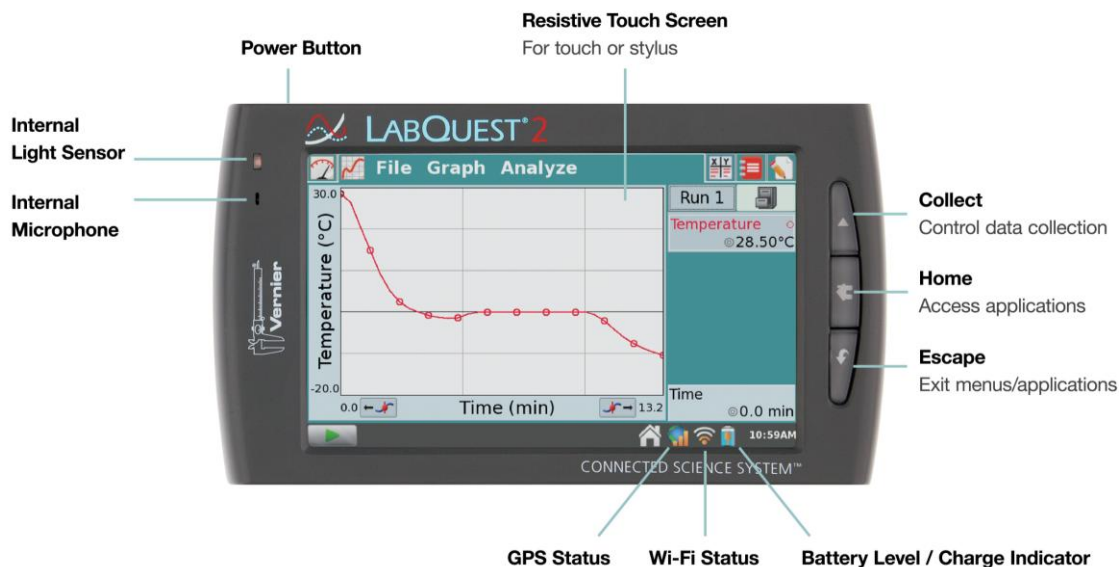 Resistive Touch Screen
For touch or stylus
Power Button
Internal
Light Sensor
Internal
Microphone
LABQUEST® 2
File Graph Analyze
X Y
30.0
Temperature (°C)
-20.0
0.0
Time (min)
13.2
Run 1
Temperature
28.50°C
Time
0.0 min
10:59AM
Vernier
CONNECTED SCIENCE SYSTEM™
Collect
Control data collection
Home
Access applications
Escape
Exit menus/applications
GPS Status
Wi-Fi Status
Battery Level / Charge Indicator